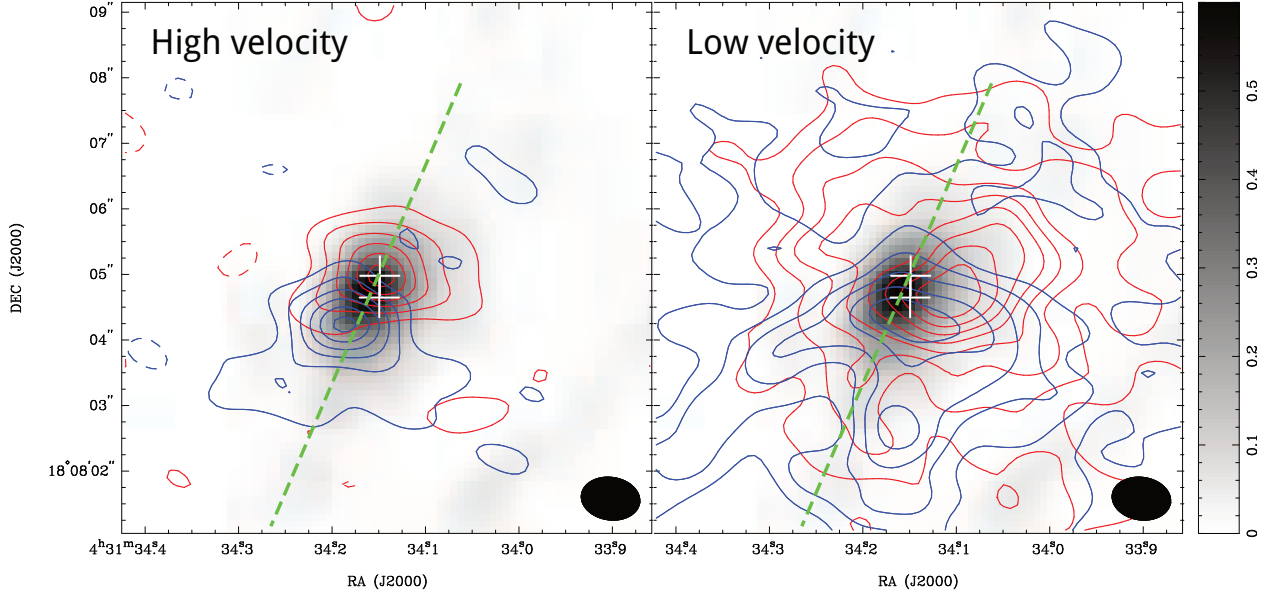 High velocity
Low velocity
09"
08"
07"
06"
05"
04"
03"
18°08'02"
DEC (J2000)
4h31m34s.4 34s.3 34s.2 34s.1 34s.0 33s.9
34s.4 34s.3 34s.2 34s.1 34s.0 33s.9
RA (J2000)
RA (J2000)
0.5
0.4
0.3
0.2
0.1
0